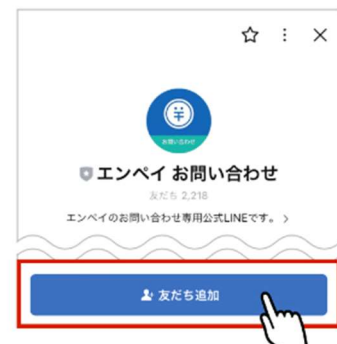 お問い合わせ
エンペイ お問い合わせ
友だち 2,218
エンペイのお問い合わせ専用公式LINEです。 >
友だち追加